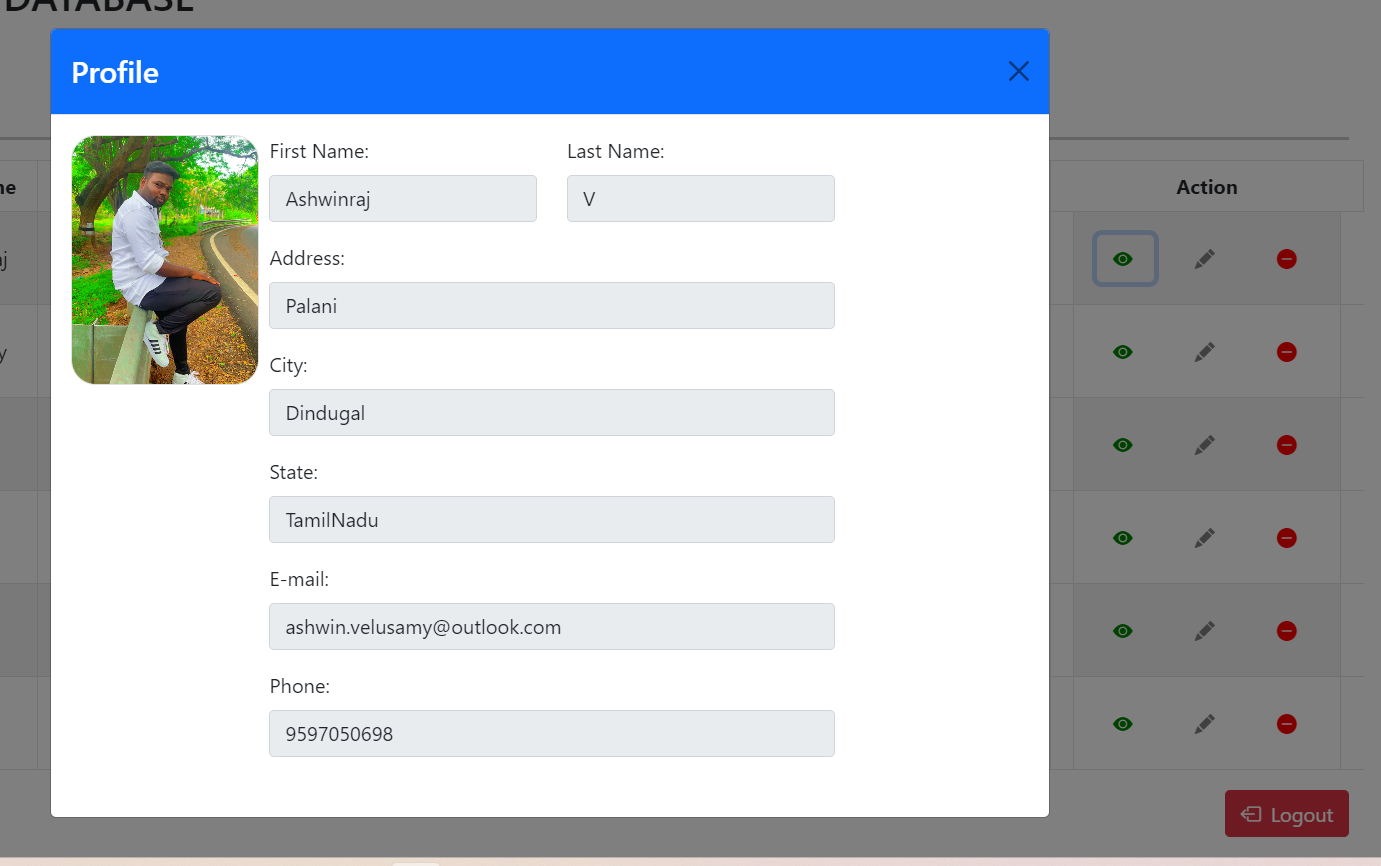 DATABASE
Profile
First Name: Last Name:
Ashwinraj V
Address:
Palani
City:
Dindugal
State:
TamilNadu
E-mail:
ashwin.velusamy@outlook.com
Phone:
9597050698
Action
Logout